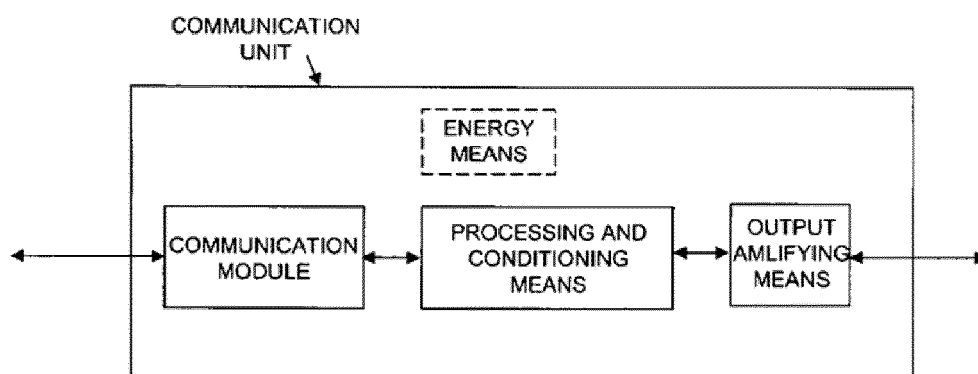 COMMUNICATION
UNIT
ENERGY
MEANS
COMMUNICATION
MODULE
PROCESSING AND
CONDITIONING
MEANS
OUTPUT
AMLIFYING
MEANS